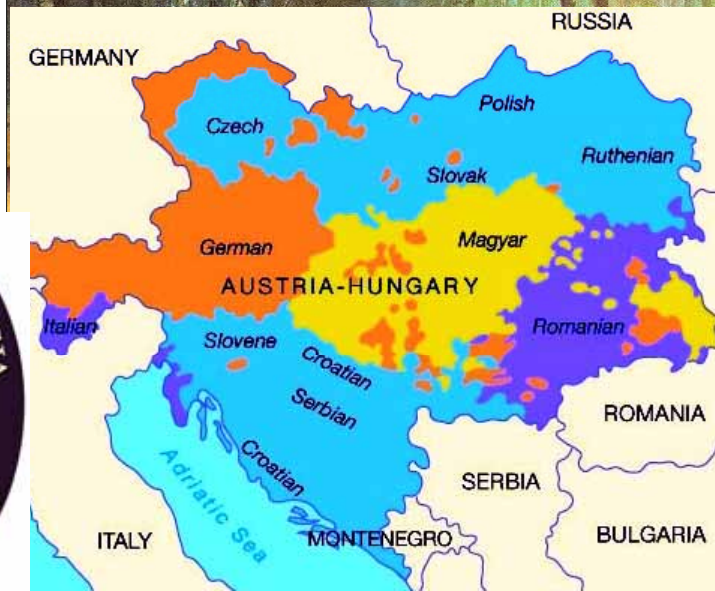 RUSSIA
GERMANY
Polish
Czech
Ruthenian
Slovak
German
Magyar
AUSTRIA-HUNGARY
Italian
Slovene
Romanian
Croatian
Serbian
ROMANIA
Croatian
Adriatic Sea
SERBIA
ITALY
MONTENEGRO
BULGARIA